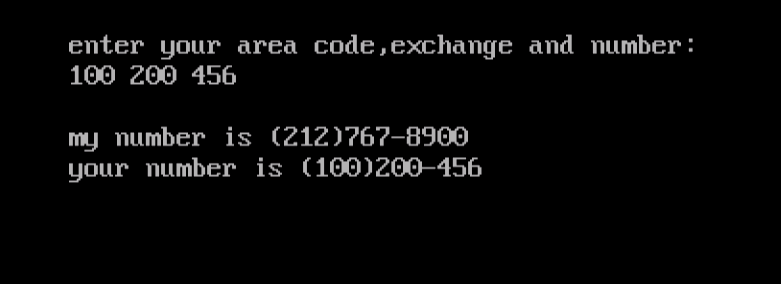 enter your area code,exchange and number:
100 200 456
my number is (212)767-8900
your number is (100)200-456